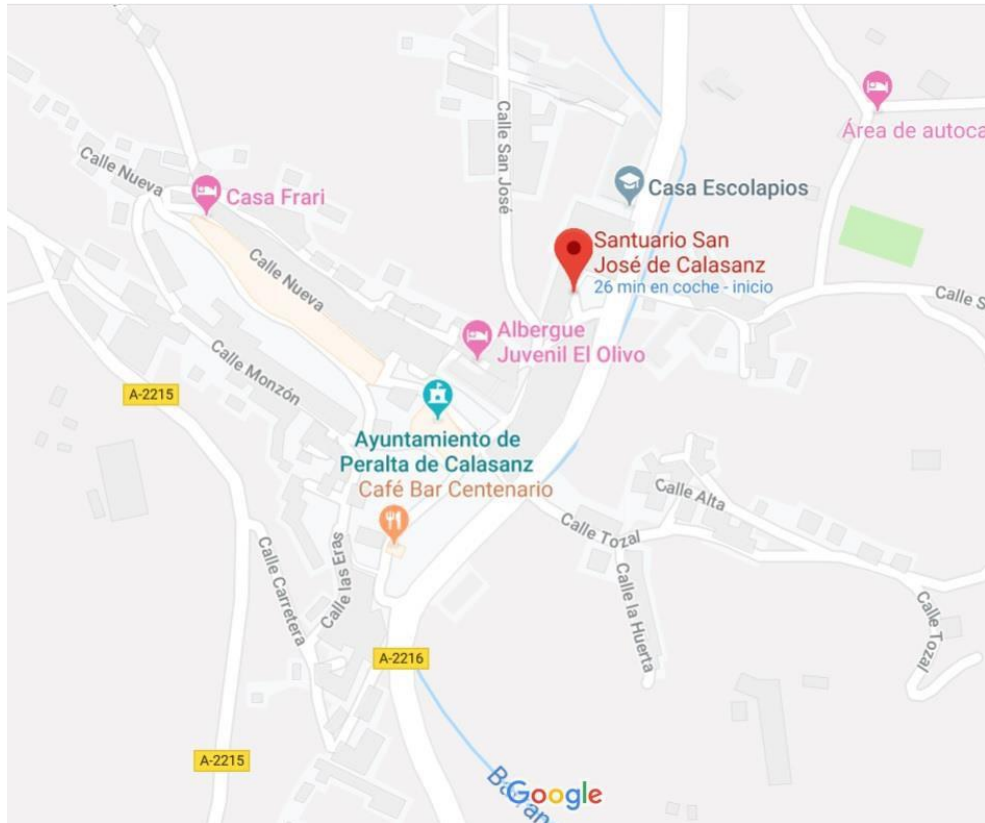 Calle San José
Área de autoca
Calle Nueva
Casa Frari
Casa Escolapios
Santuario San
José de Calasanz
26 min en coche - inicio
Calle Nueva
Calle S
Albergue
Juvenil El Olivo
Calle Monzón
A-2215
Ayuntamiento de
Peralta de Calasanz
Café Bar Centenario
Calle Alta
Calle Tozal
Calle las Eras
Calle Carretera
Calle la Huerta
Calle Tozal
A-2216
A-2215
Google